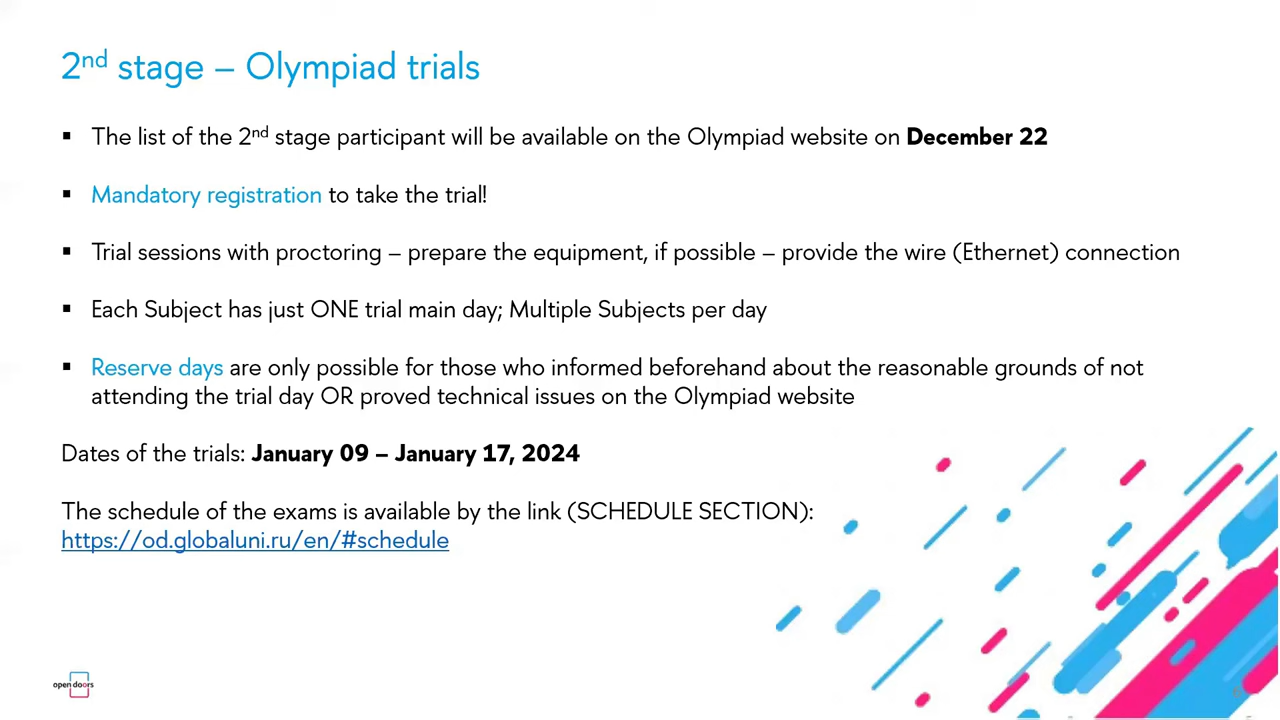 2nd stage – Olympiad trials
▪ The list of the 2nd stage participant will be available on the Olympiad website on December 22
▪ Mandatory registration to take the trial!
▪ Trial sessions with proctoring – prepare the equipment, if possible – provide the wire (Ethernet) connection
▪ Each Subject has just ONE trial main day; Multiple Subjects per day
▪ Reserve days are only possible for those who informed beforehand about the reasonable grounds of not
attending the trial day OR proved technical issues on the Olympiad website
Dates of the trials: January 09 – January 17, 2024
The schedule of the exams is available by the link (SCHEDULE SECTION):
https://od.globaluni.ru/en/#schedule
open doors